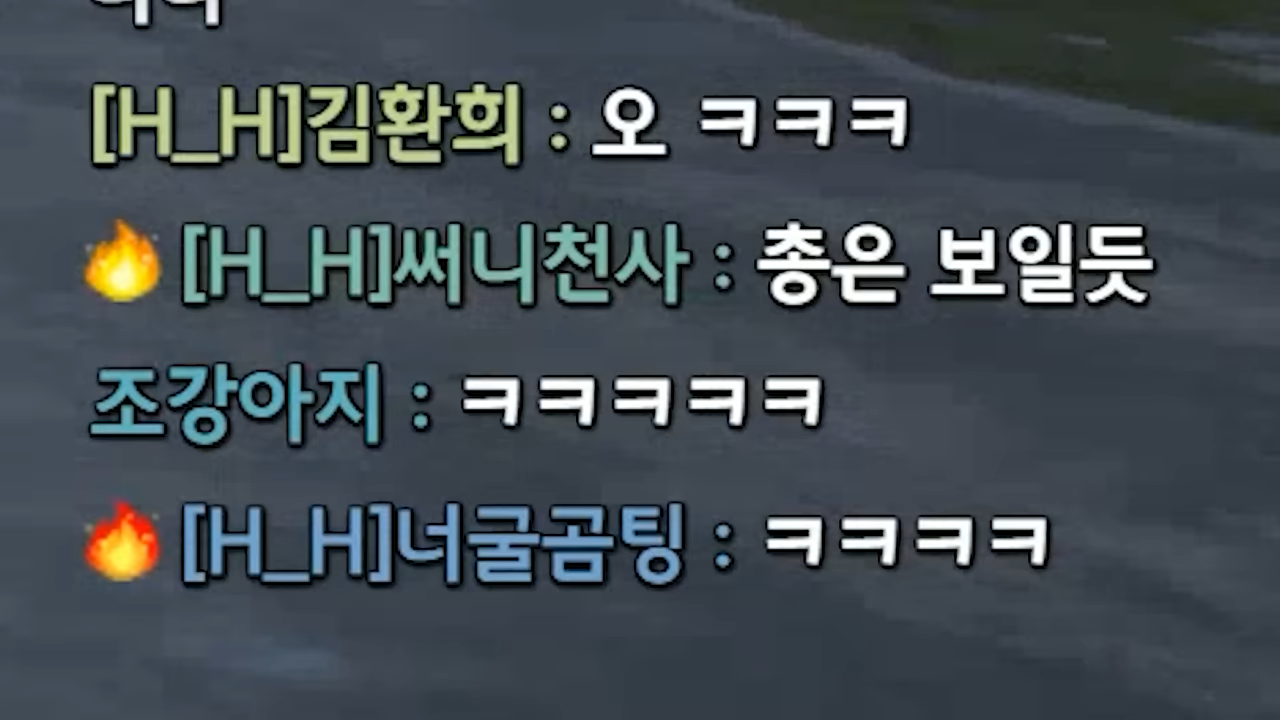 [H_H]김환희 : 오 ㅋㅋㅋ
🔥 [H_H]써니천사 : 총은 보일듯
조강아지 : ㅋㅋㅋㅋㅋ
🔥 [H_H]너굴곰팅 : ㅋㅋㅋㅋ